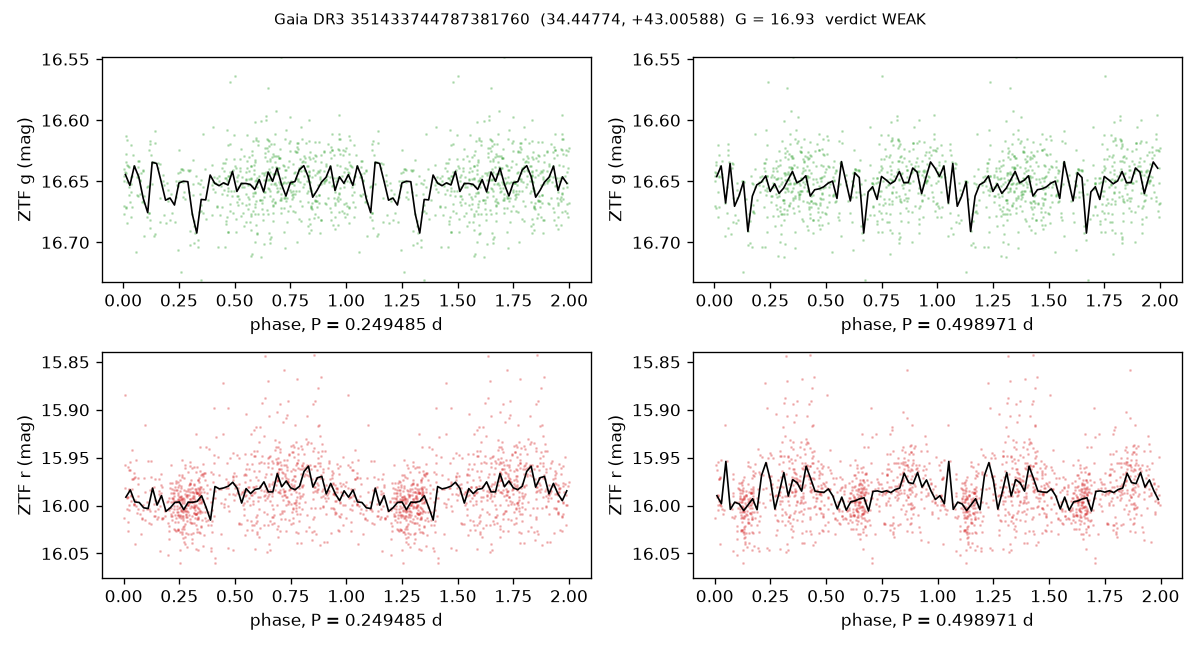 Gaia DR3 351433744787381760 (34.44774, +43.00588) G = 16.93 verdict WEAK
16.55
16.60
16.65
16.70
ZTF g (mag)
0.00 0.25 0.50 0.75 1.00 1.25 1.50 1.75 2.00
phase, P = 0.249485 d
16.55
16.60
16.65
16.70
ZTF g (mag)
0.00 0.25 0.50 0.75 1.00 1.25 1.50 1.75 2.00
phase, P = 0.498971 d
15.85
15.90
15.95
16.00
16.05
ZTF r (mag)
0.00 0.25 0.50 0.75 1.00 1.25 1.50 1.75 2.00
phase, P = 0.249485 d
15.85
15.90
15.95
16.00
16.05
ZTF r (mag)
0.00 0.25 0.50 0.75 1.00 1.25 1.50 1.75 2.00
phase, P = 0.498971 d